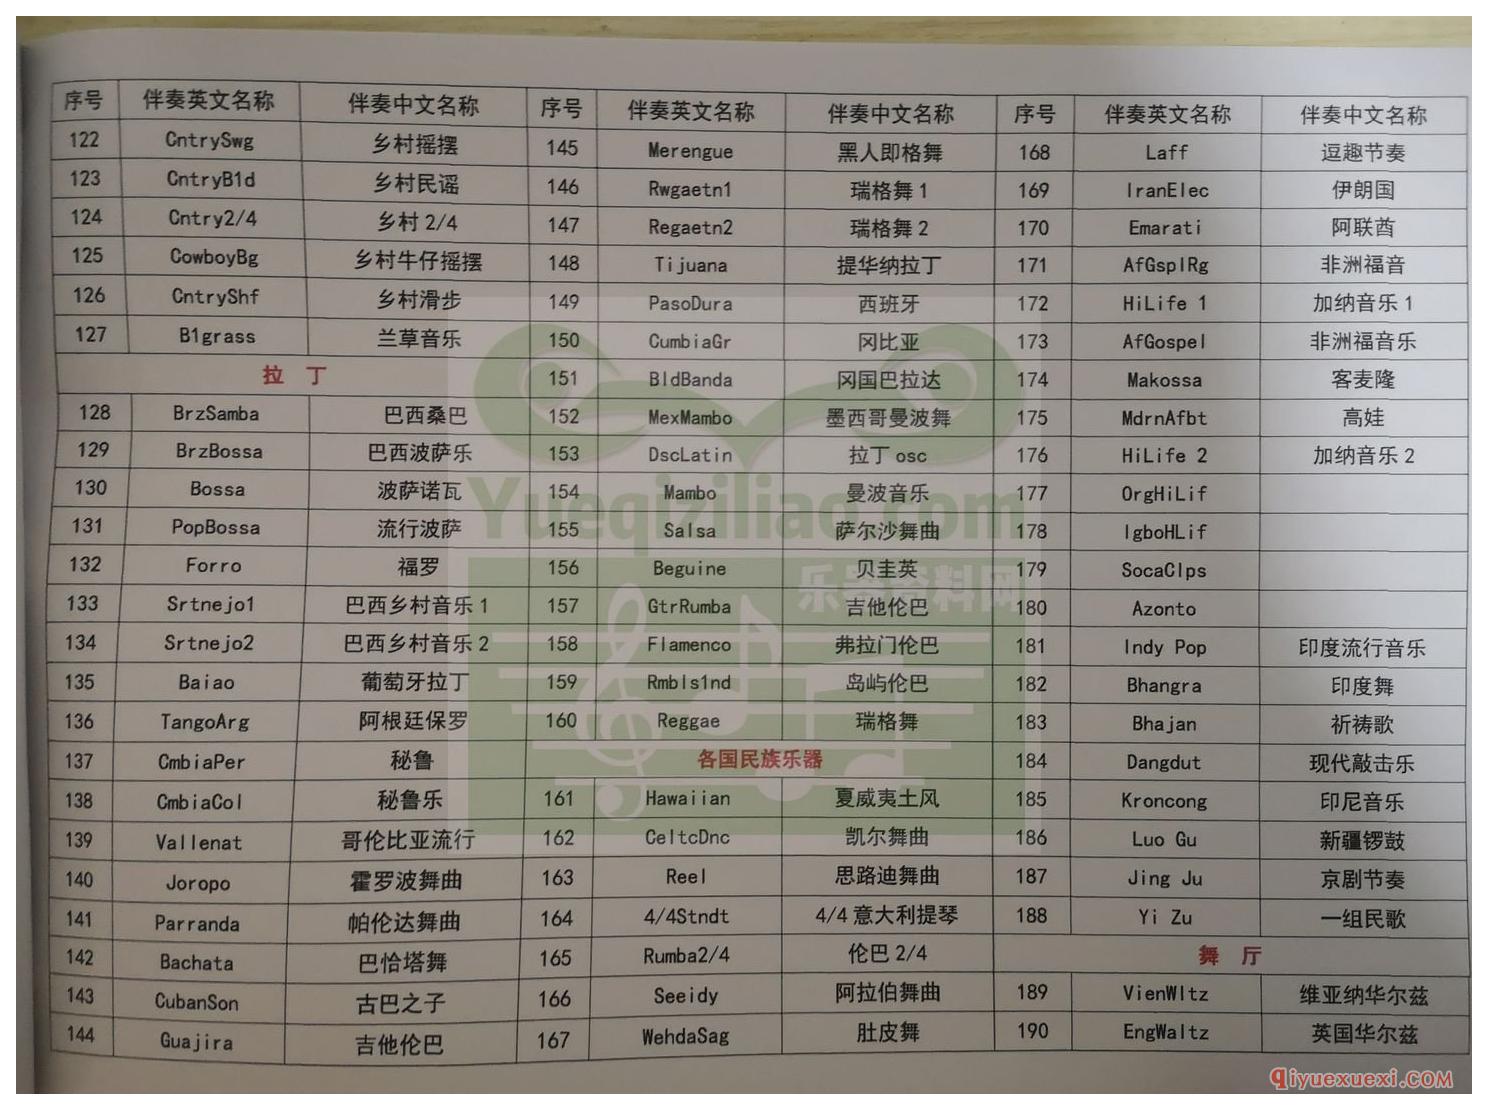 序号 伴奏英文名称 伴奏中文名称 序号 伴奏英文名称 伴奏中文名称 序号 伴奏英文名称 伴奏中文名称
122 CntrySwg 乡村摇摆 145 Merengue 黑人即格舞 168 Laff 逗趣节奏
123 CntryB1d 乡村民谣 146 Rwgaetn1 瑞格舞1 169 IranElec 伊朗国
124 Cntry2/4 乡村2/4 147 Regaetn2 瑞格舞2 170 Emarati 阿联酋
125 CowboyBg 乡村牛仔摇摆 148 Tijuana 提华纳拉丁 171 AfGsplRg 非洲福音
126 CntryShf 乡村滑步 149 PasoDura 西班牙 172 HiLife 1 加纳音乐1
127 B1grass 兰草音乐 150 CumbiaGr 冈比亚 173 AfGospel 非洲福音乐
拉 丁 151 BldBanda 冈国巴拉达 174 Makossa 客麦隆
128 BrzSamba 巴西桑巴 152 MexMambo 墨西哥曼波舞 175 MdrnAfbt 高娃
129 BrzBossa 巴西波萨乐 153 DscLatin 拉丁osc 176 HiLife 2 加纳音乐2
130 Bossa 波萨诺瓦 154 Mambo 曼波音乐 177 OrgHiLif
131 PopBossa 流行波萨 155 Salsa 萨尔沙舞曲 178 IgboHLif
132 Forro 福罗 156 Beguine 贝圭英 179 SocaClps
133 Srtnejo1 巴西乡村音乐1 157 GtrRumba 吉他伦巴 180 Azonto
134 Srtnejo2 巴西乡村音乐2 158 Flamenco 弗拉门伦巴 181 Indy Pop 印度流行音乐
135 Baiao 葡萄牙拉丁 159 Rmbls1nd 岛屿伦巴 182 Bhangra 印度舞
136 TangoArg 阿根廷保罗 160 Reggae 瑞格舞 183 Bhajan 祈祷歌
137 CmbiaPer 秘鲁 各国民族乐器 184 Dangdut 现代敲击乐
138 CmbiaCol 秘鲁乐 161 Hawaiian 夏威夷土风 185 Kroncong 印尼音乐
139 Vallenat 哥伦比亚流行 162 CeltcDnc 凯尔舞曲 186 Luo Gu 新疆锣鼓
140 Joropo 霍罗波舞曲 163 Reel 思路迪舞曲 187 Jing Ju 京剧节奏
141 Parranda 帕伦达舞曲 164 4/4Stndt 4/4意大利提琴 188 Yi Zu 一组民歌
142 Bachata 巴恰塔舞 165 Rumba2/4 伦巴2/4 舞 厅
143 CubanSon 古巴之子 166 Seeidy 阿拉伯舞曲 189 VienWltz 维亚纳华尔兹
144 Guajira 吉他伦巴 167 WehdaSag 肚皮舞 190 EngWaltz 英国华尔兹
Yueqiziliao.com
乐器资料网
Qiyuexuexi.COM